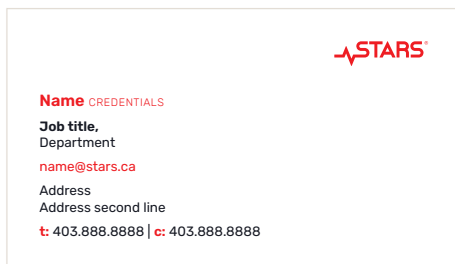 STARS®
Name CREDENTIALS
Job title,
Department
name@stars.ca
Address
Address second line
t: 403.888.8888 | c: 403.888.8888